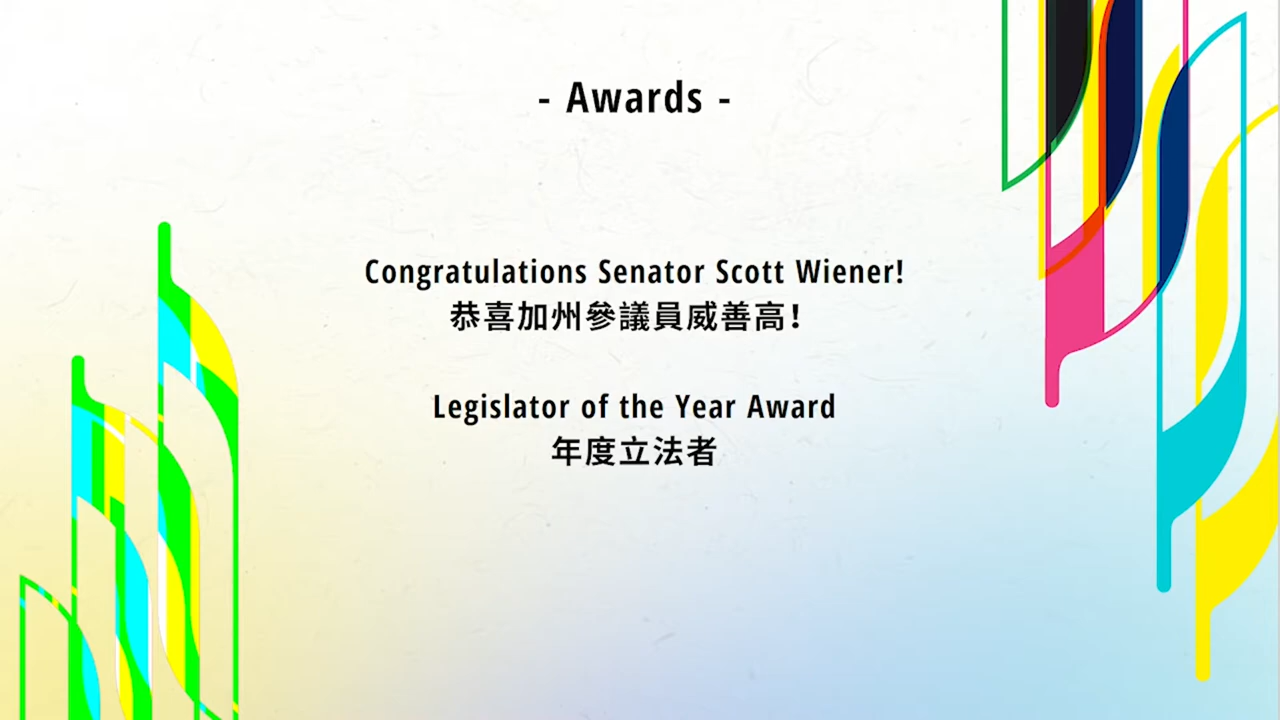 - Awards -
Congratulations Senator Scott Wiener!
恭喜加州參議員威善高！
Legislator of the Year Award
年度立法者